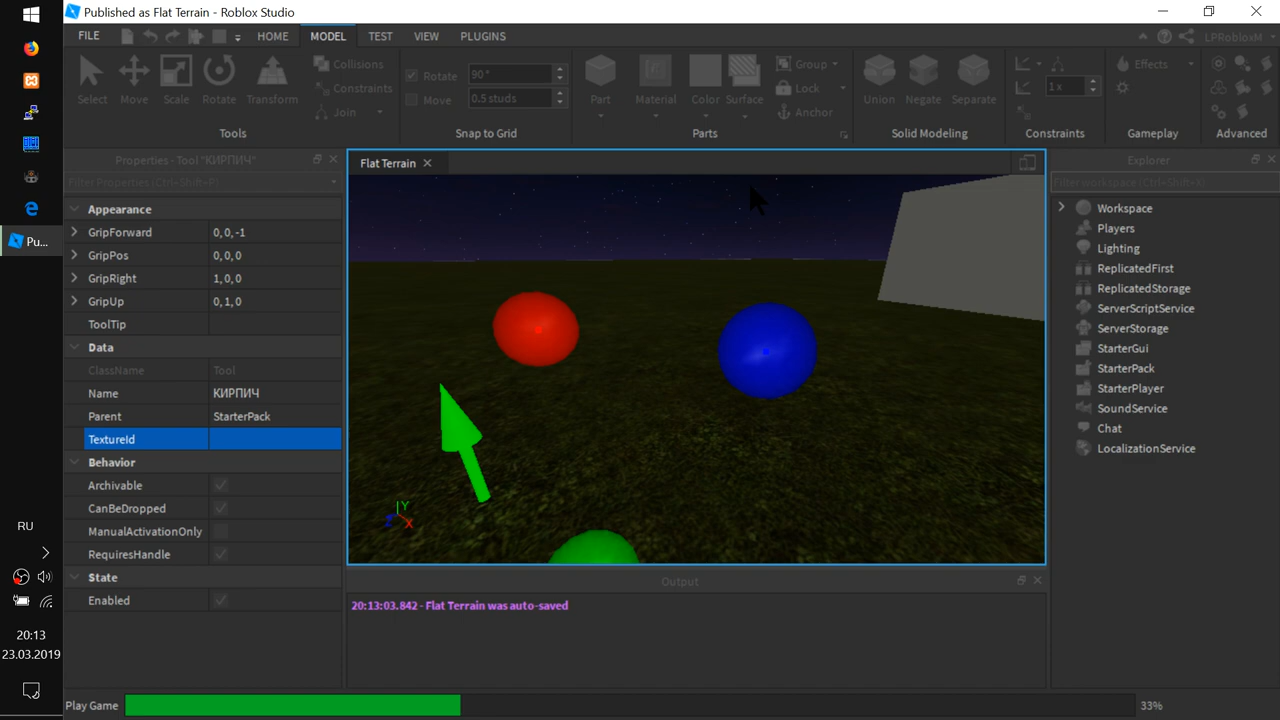 Published as Flat Terrain - Roblox Studio
FILE HOME MODEL TEST VIEW PLUGINS LPRobloxM
Select Move Scale Rotate Transform
Collisions
Constraints
Join
Rotate 90°
Move 0.5 studs
Part Material Color Surface
Group
Lock
Anchor
Union Negate Separate
1 x
Effects
Tools Snap to Grid Parts Solid Modeling Constraints Gameplay Advanced
Properties - Tool "КИРПИЧ"
Filter Properties (Ctrl+Shift+P)
Appearance
GripForward 0, 0, -1
GripPos 0, 0, 0
GripRight 1, 0, 0
GripUp 0, 1, 0
ToolTip
Data
ClassName Tool
Name КИРПИЧ
Parent StarterPack
TextureId
Behavior
Archivable
CanBeDropped
ManualActivationOnly
RequiresHandle
State
Enabled
Flat Terrain
Y
Z
X
Output
20:13:03.842 - Flat Terrain was auto-saved
Explorer
Filter workspace (Ctrl+Shift+X)
Workspace
Players
Lighting
ReplicatedFirst
ReplicatedStorage
ServerScriptService
ServerStorage
StarterGui
StarterPack
StarterPlayer
SoundService
Chat
LocalizationService
Pu...
RU
20:13
23.03.2019
Play Game 33%